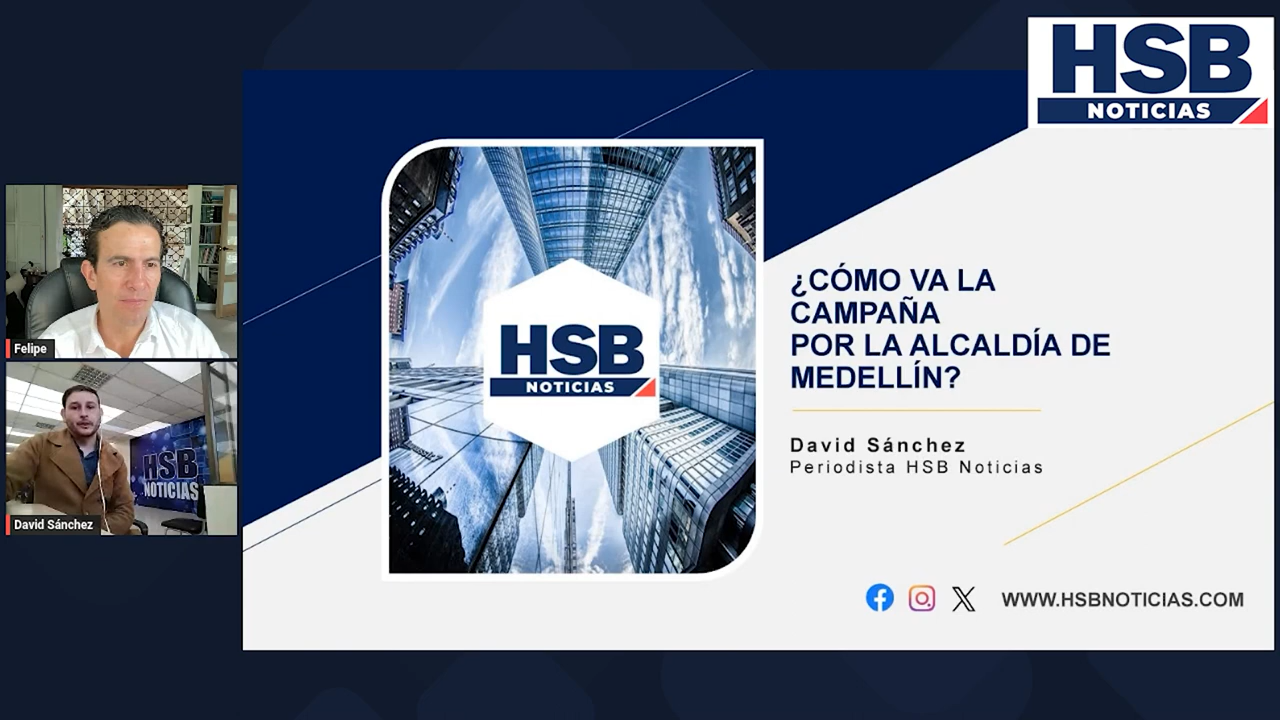 HSB
NOTICIAS
HSB
NOTICIAS
¿CÓMO VA LA
CAMPAÑA
POR LA ALCALDÍA DE
MEDELLÍN?
David Sánchez
Periodista HSB Noticias
WWW.HSBNOTICIAS.COM
Felipe
HSB
NOTICIAS
David Sánchez